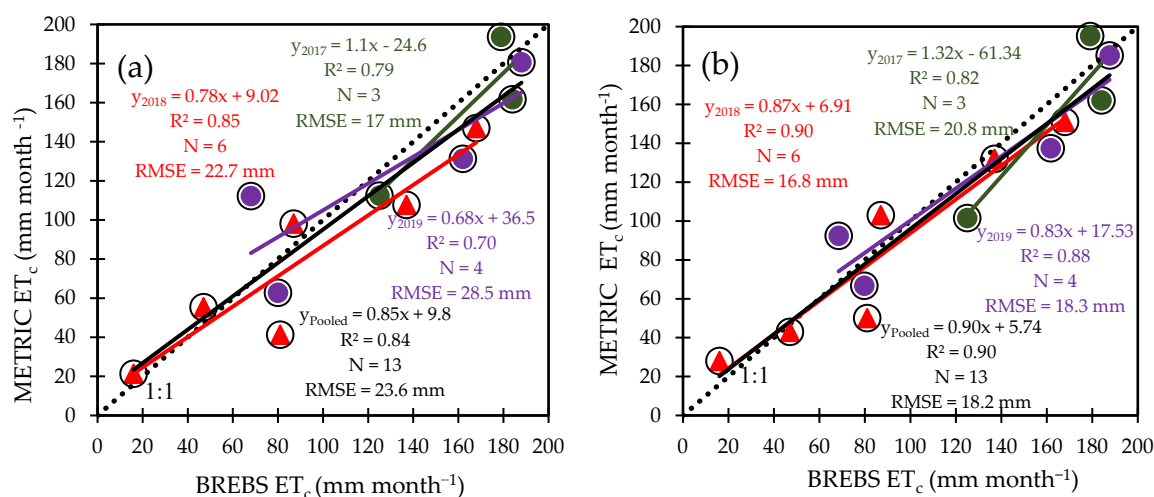 METRIC ETc (mm month ⁻¹)
200
180
160
140
120
100
80
60
40
20
0
(a)
y2017 = 1.1x - 24.6
R² = 0.79
N = 3
RMSE = 17 mm
y2018 = 0.78x + 9.02
R² = 0.85
N = 6
RMSE = 22.7 mm
y2019 = 0.68x + 36.5
R² = 0.70
N = 4
RMSE = 28.5 mm
yPooled = 0.85x + 9.8
R² = 0.84
N = 13
RMSE = 23.6 mm
1:1
0 20 40 60 80 100 120 140 160 180 200
BREBS ETc (mm month⁻¹)
METRIC ETc (mm month⁻¹)
200
180
160
140
120
100
80
60
40
20
0
(b)
y2017 = 1.32x - 61.34
R² = 0.82
N = 3
RMSE = 20.8 mm
y2018 = 0.87x + 6.91
R² = 0.90
N = 6
RMSE = 16.8 mm
y2019 = 0.83x + 17.53
R² = 0.88
N = 4
RMSE = 18.3 mm
yPooled = 0.90x + 5.74
R² = 0.90
N = 13
RMSE = 18.2 mm
1:1
0 20 40 60 80 100 120 140 160 180 200
BREBS ETc (mm month⁻¹)